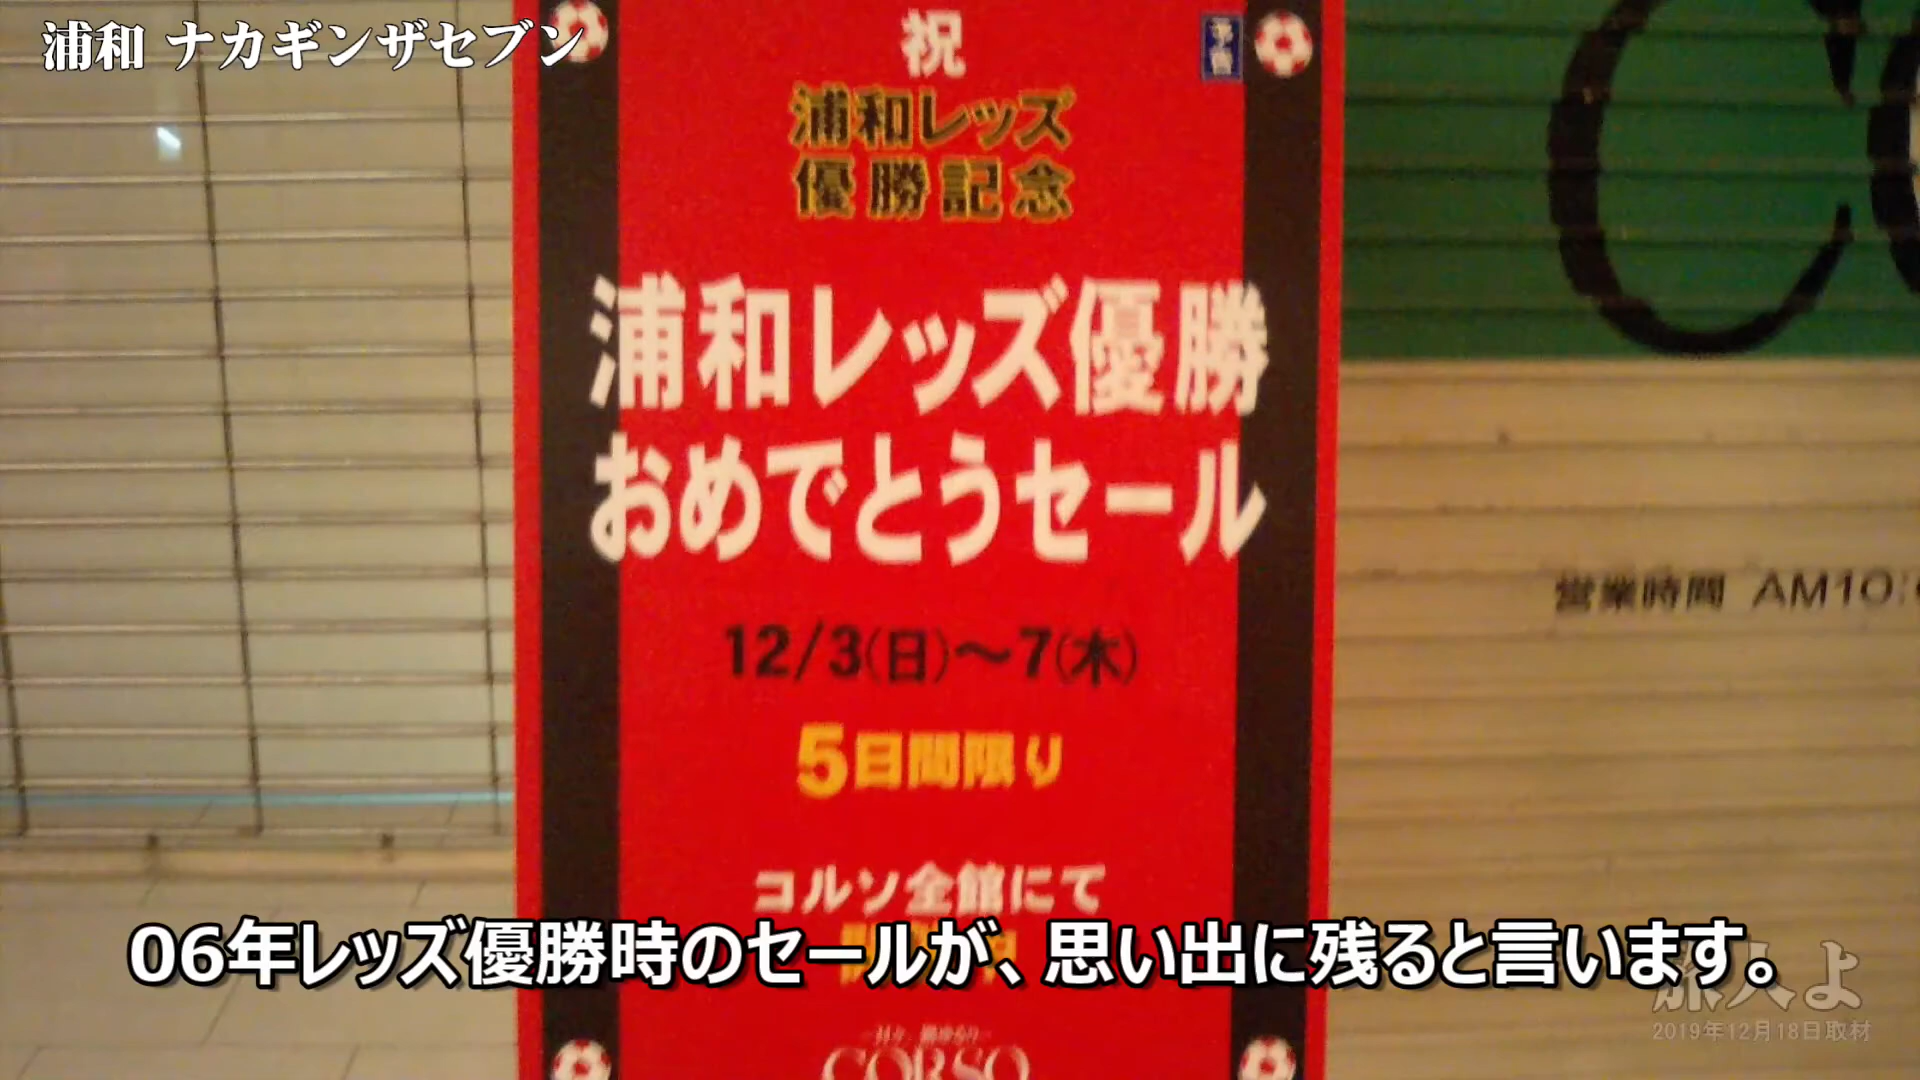 浦和 ナカギンザセブン
祝
予告
浦和レッズ
優勝記念
浦和レッズ優勝
おめでとうセール
12/3(日)〜7(木)
5日間限り
営業時間 AM10:
コルソ全館にて
06年レッズ優勝時のセールが、思い出に残ると言います。
旅人よ
2019年12月18日取材
CORSO